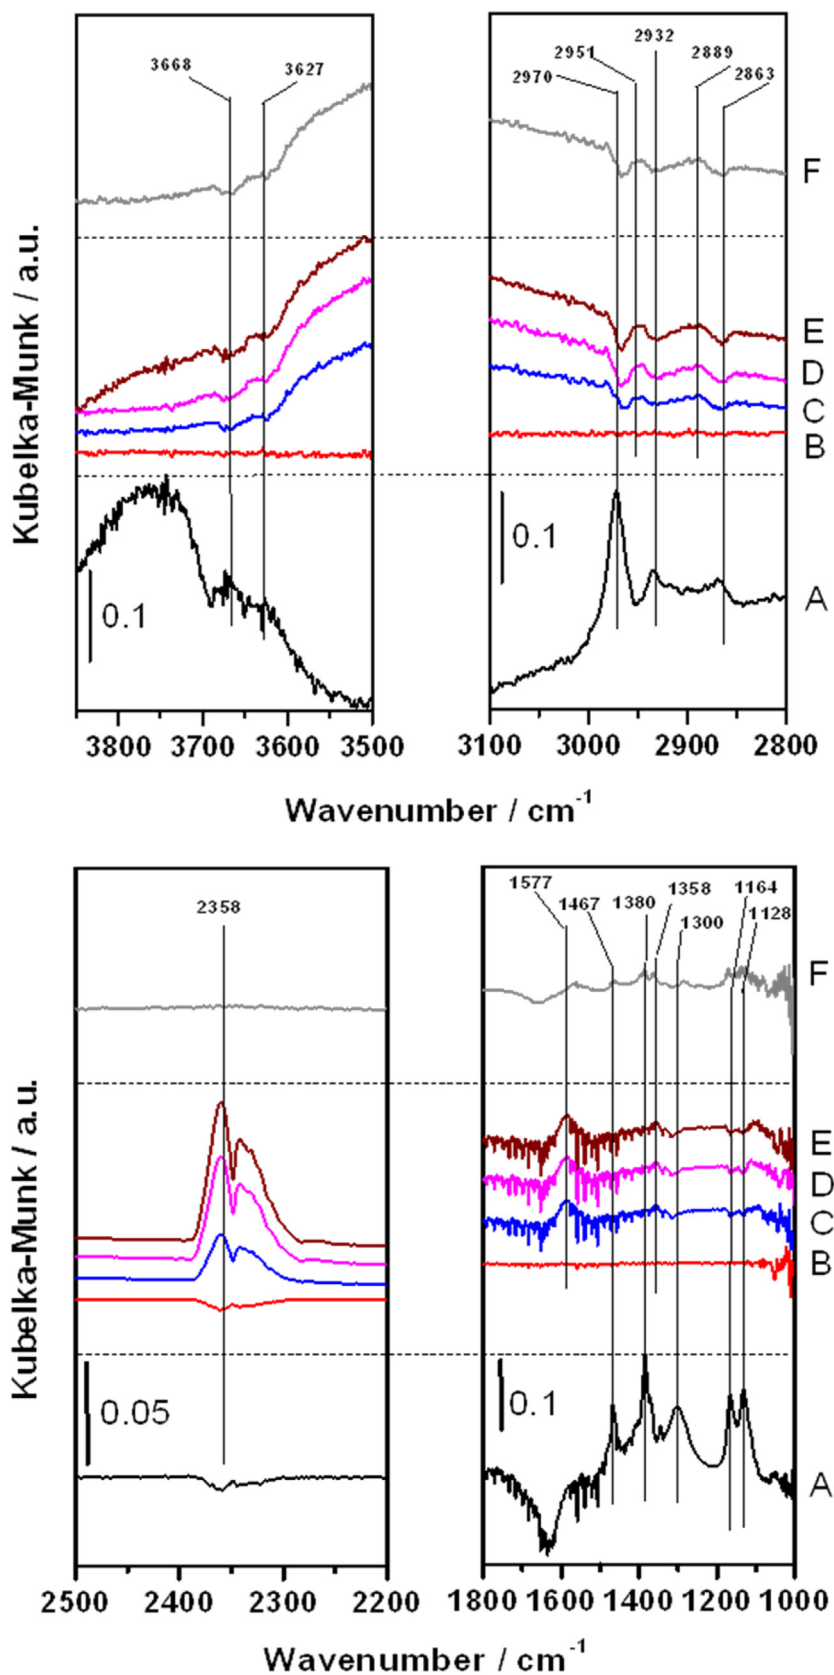 2932
2951 2889
3668 3627 2970 2863
F
E
D
C
B
0.1
0.1
A
Kubelka-Munk / a.u.
3800 3700 3600 3500 3100 3000 2900 2800
Wavenumber / cm-1
1577 1380 1358 1164
2358 1467 1300 1128
F
E
D
C
B
0.05
0.1
A
Kubelka-Munk / a.u.
2500 2400 2300 2200 1800 1600 1400 1200 1000
Wavenumber / cm-1